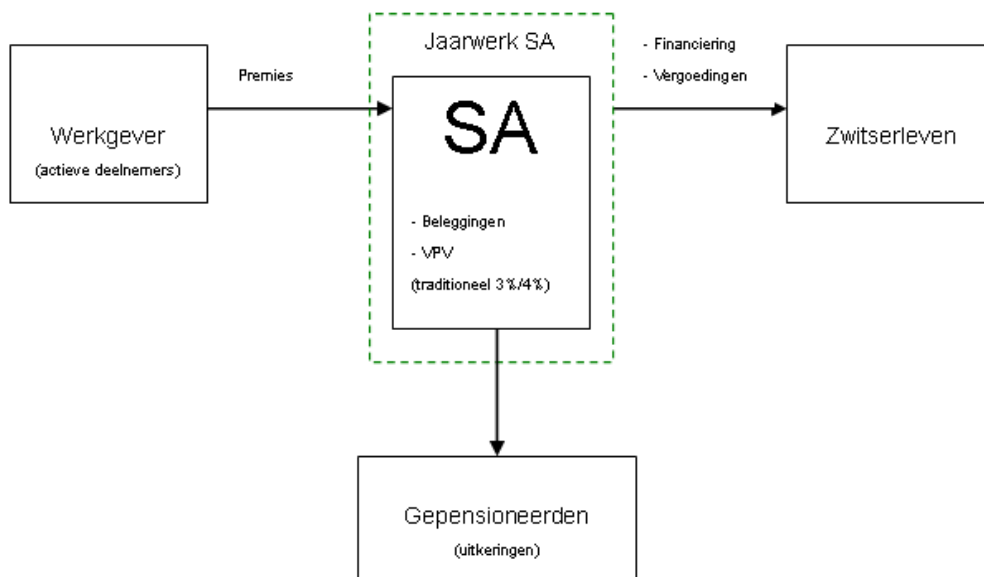 Jaarwerk SA
Werkgever
(actieve deelnemers)
Premies
SA
- Beleggingen
- VPV
(traditioneel 3%/4%)
- Financiering
- Vergoedingen
Zwitserleven
Gepensioneerden
(uitkeringen)